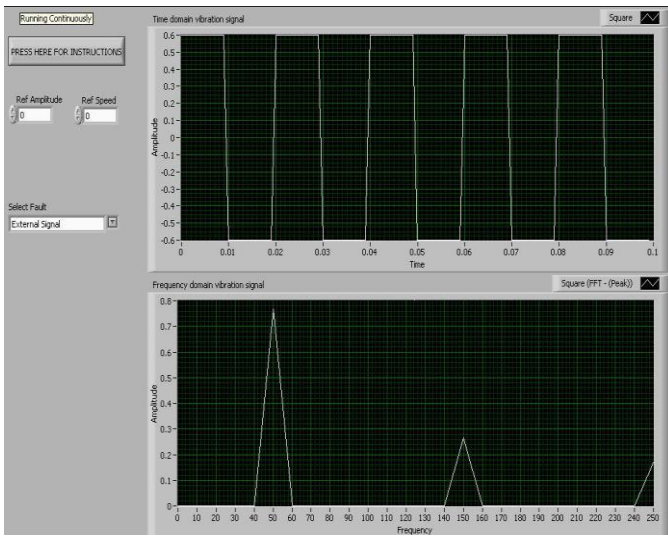 Running Continuously
PRESS HERE FOR INSTRUCTIONS
Ref Amplitude Ref Speed
0 0
Select Fault
External Signal
Time domain vibration signal Square
0.6
0.5
0.4
0.3
0.2
0.1
0
-0.1
-0.2
-0.3
-0.4
-0.5
-0.6
Amplitude
0 0.01 0.02 0.03 0.04 0.05 0.06 0.07 0.08 0.09 0.1
Time
Frequency domain vibration signal Square (FFT - (Peak))
0.8
0.7
0.6
0.5
0.4
0.3
0.2
0.1
0
Amplitude
0 10 20 30 40 50 60 70 80 90 100 110 120 130 140 150 160 170 180 190 200 210 220 230 240 250
Frequency